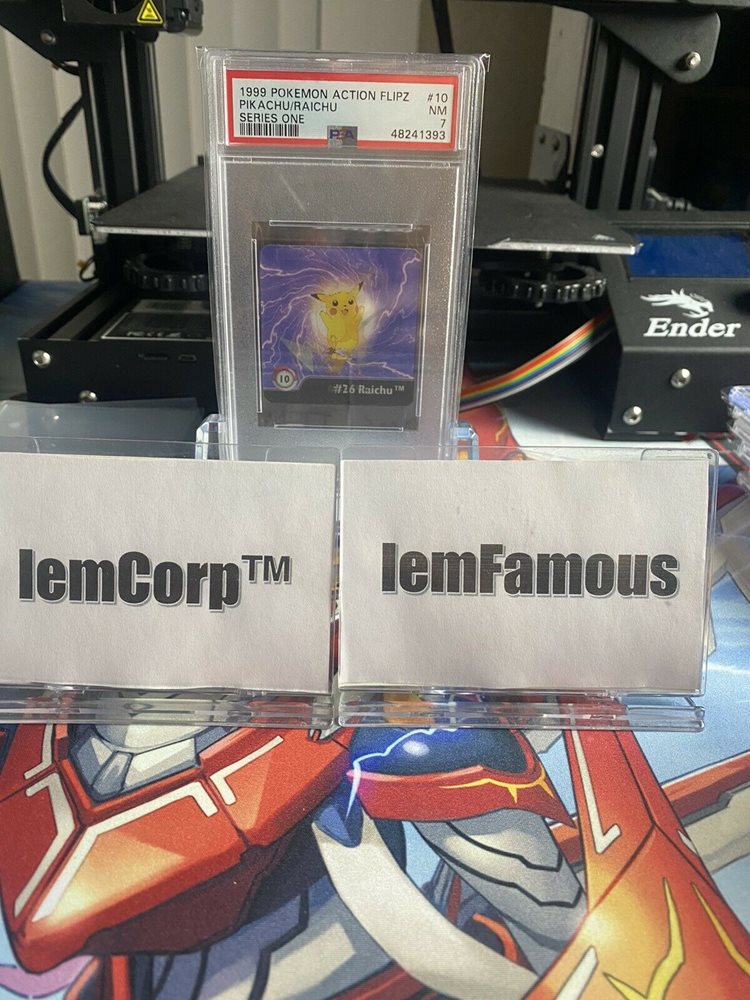 1999 POKEMON ACTION FLIPZ #10
PIKACHU/RAICHU NM
SERIES ONE 7
PSA 48241393
10
#26 Raichu™
Ender
IemCorp™
IemFamous